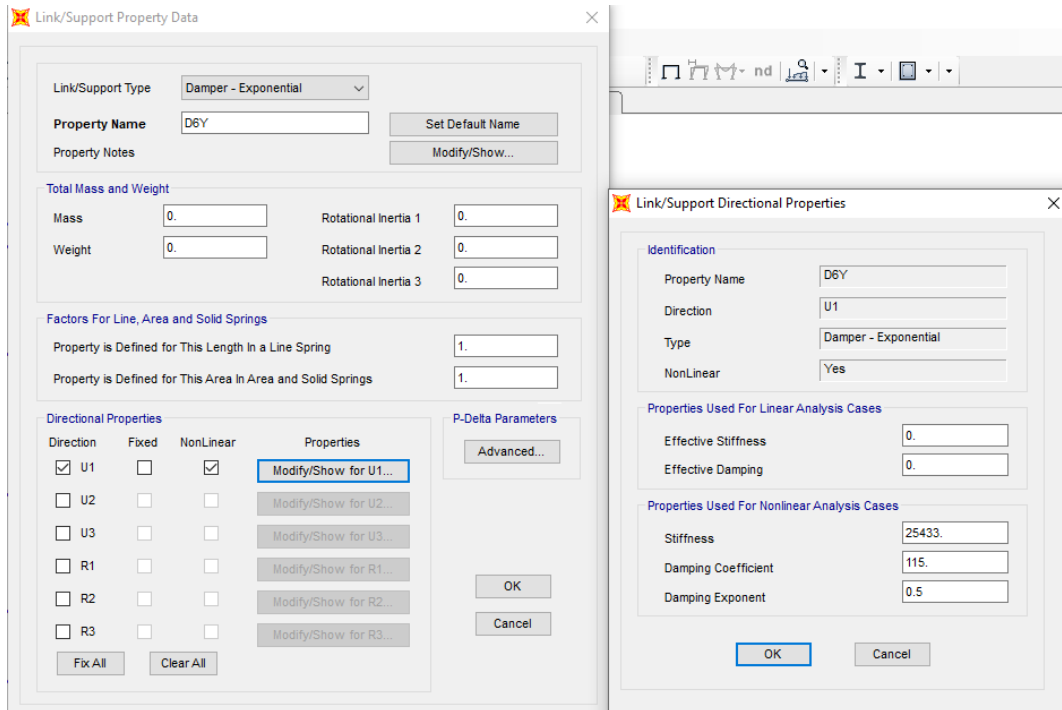 Link/Support Property Data
Link/Support Type
Damper - Exponential
Property Name
D6Y
Set Default Name
Property Notes
Modify/Show...
Total Mass and Weight
Mass
0.
Rotational Inertia 1
0.
Weight
0.
Rotational Inertia 2
0.
Rotational Inertia 3
0.
Factors For Line, Area and Solid Springs
Property is Defined for This Length In a Line Spring
1.
Property is Defined for This Area In Area and Solid Springs
1.
Directional Properties
Direction Fixed NonLinear Properties
U1
Modify/Show for U1...
U2
Modify/Show for U2...
U3
Modify/Show for U3...
R1
Modify/Show for R1...
R2
Modify/Show for R2...
R3
Modify/Show for R3...
Fix All
Clear All
P-Delta Parameters
Advanced...
OK
Cancel
nd
Link/Support Directional Properties
Identification
Property Name
D6Y
Direction
U1
Type
Damper - Exponential
NonLinear
Yes
Properties Used For Linear Analysis Cases
Effective Stiffness
0.
Effective Damping
0.
Properties Used For Nonlinear Analysis Cases
Stiffness
25433.
Damping Coefficient
115.
Damping Exponent
0.5
OK
Cancel